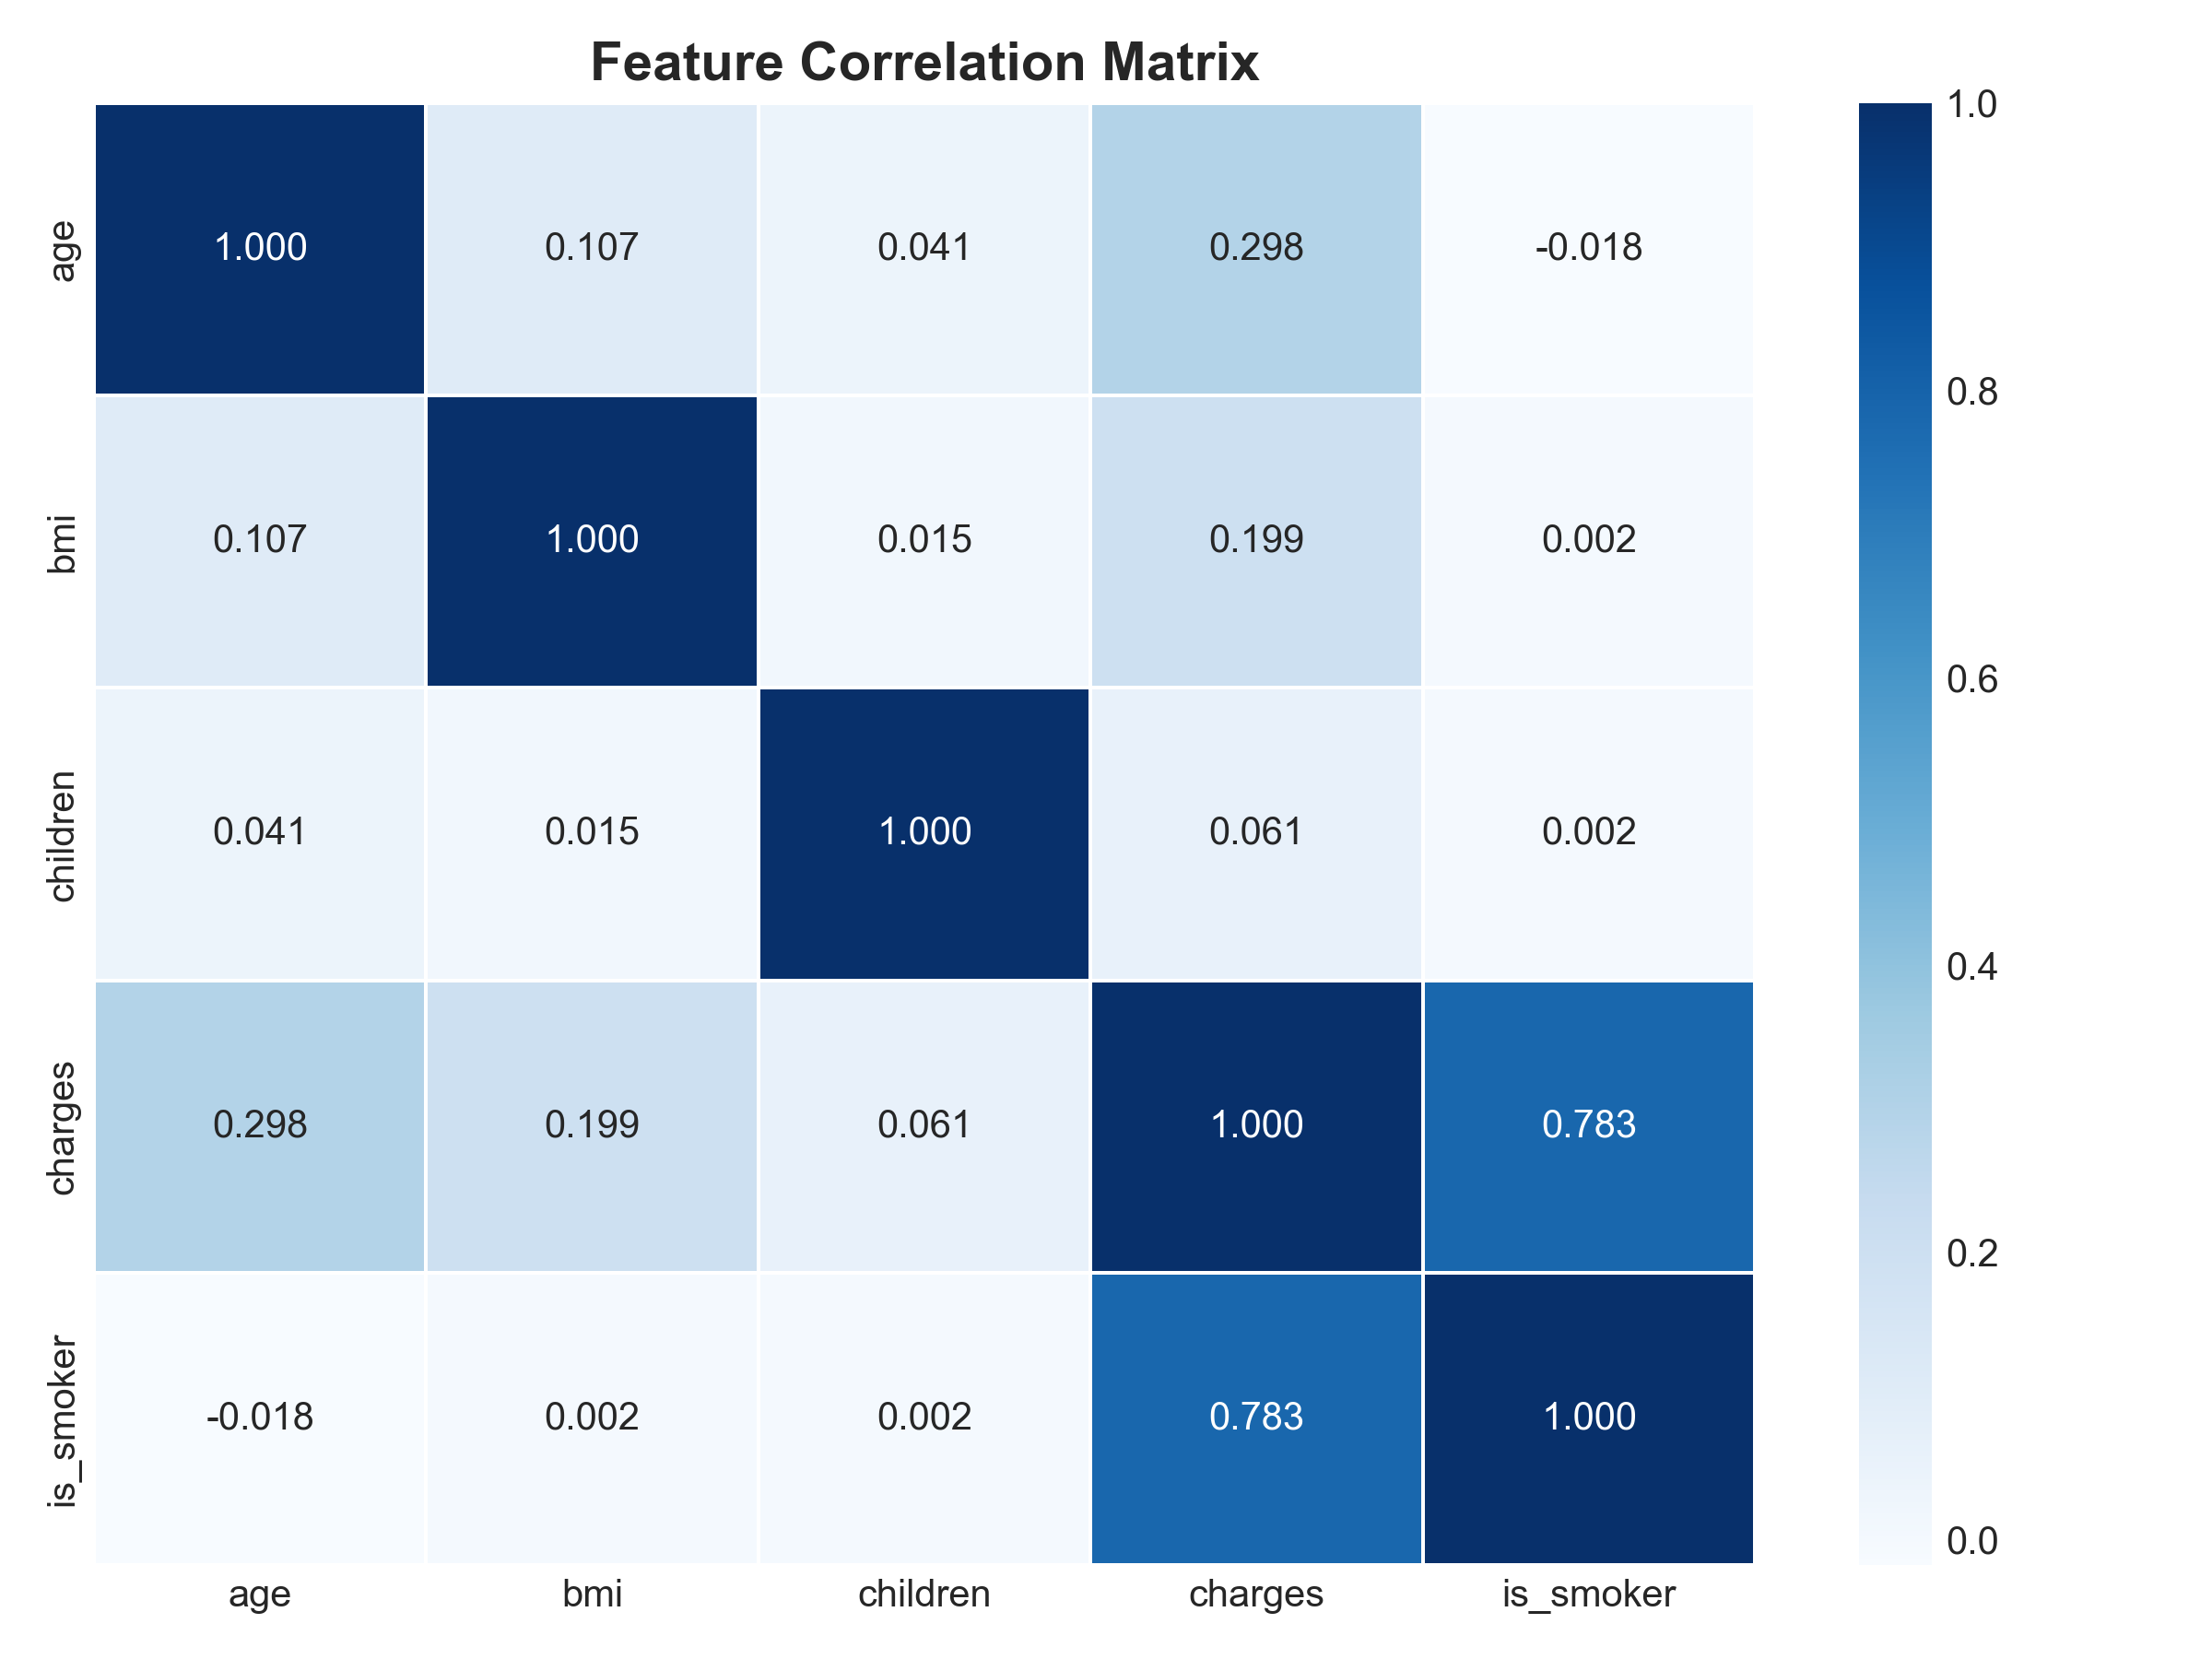 Feature Correlation Matrix
age 1.000 0.107 0.041 0.298 -0.018
bmi 0.107 1.000 0.015 0.199 0.002
children 0.041 0.015 1.000 0.061 0.002
charges 0.298 0.199 0.061 1.000 0.783
is_smoker -0.018 0.002 0.002 0.783 1.000
age bmi children charges is_smoker
1.0
0.8
0.6
0.4
0.2
0.0